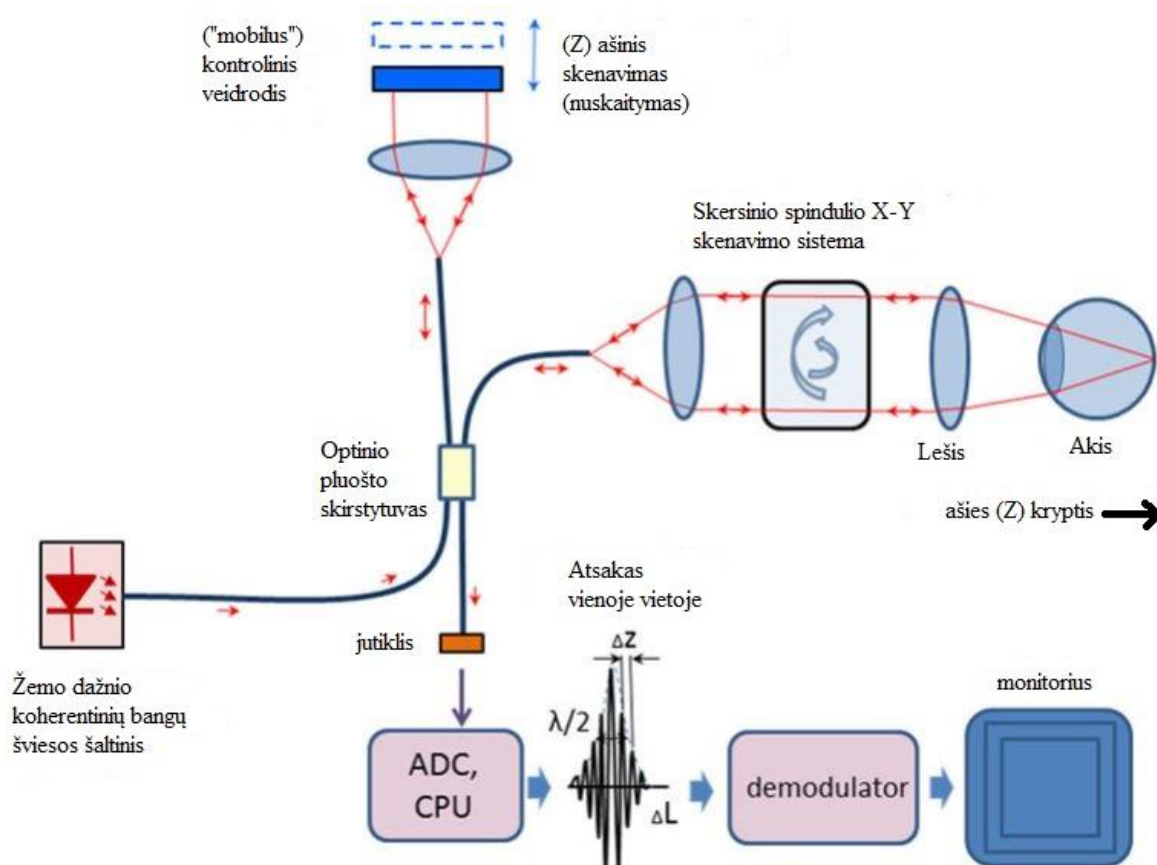 ("mobilus")
kontrolinis
veidrodis
(Z) ašinis
skenavimas
(nuskaitymas)
Skersinio spindulio X-Y
skenavimo sistema
Optinio
pluošto
skirstytuvas
Lešis
Akis
ašies (Z) kryptis
Žemo dažnio
koherentinių bangų
šviesos šaltinis
jutiklis
Atsakas
vienoje vietoje
Δz
λ/2
ΔL
ADC,
CPU
demodulator
monitorius